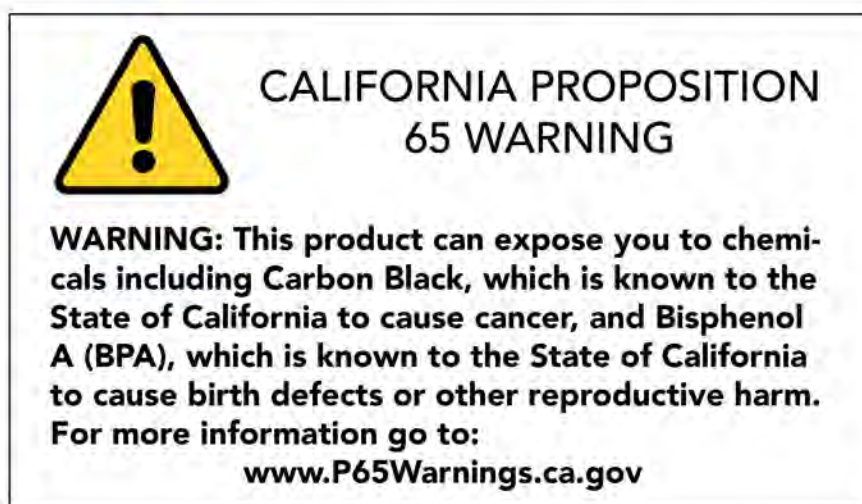 CALIFORNIA PROPOSITION
65 WARNING
WARNING: This product can expose you to chemi-
cals including Carbon Black, which is known to the
State of California to cause cancer, and Bisphenol
A (BPA), which is known to the State of California
to cause birth defects or other reproductive harm.
For more information go to:
www.P65Warnings.ca.gov